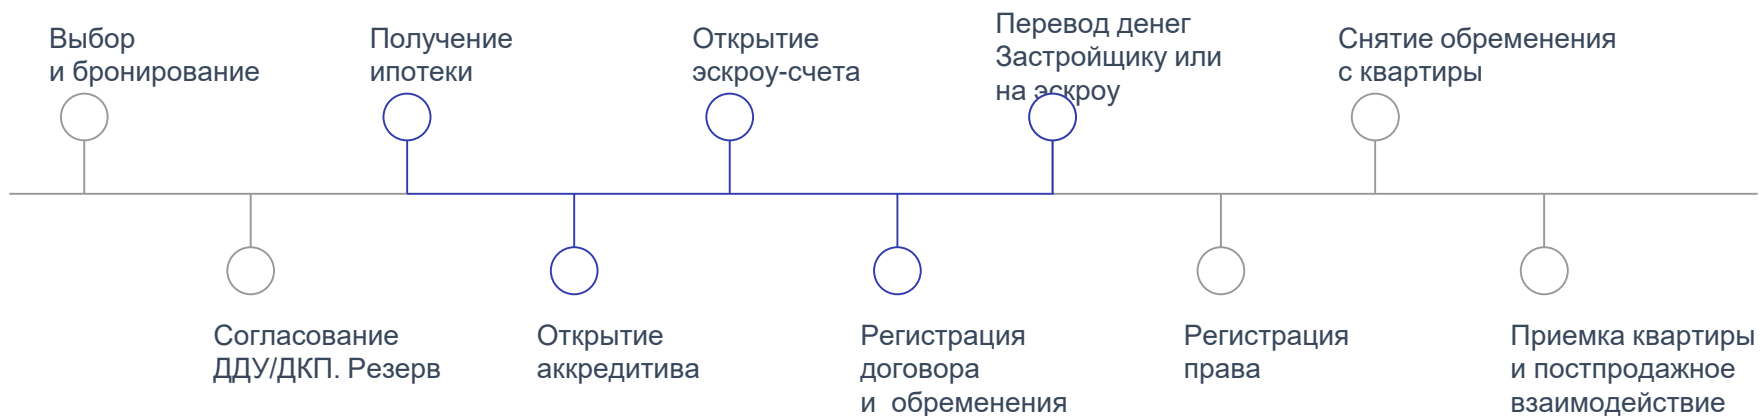 Выбор
и бронирование
Получение
ипотеки
Открытие
эскроу-счета
Перевод денег
Застройщику или
на эскроу
Снятие обременения
с квартиры
Согласование
ДДУ/ДКП. Резерв
Открытие
аккредитива
Регистрация
договора
и обременения
Регистрация
права
Приемка квартиры
и постпродажное
взаимодействие